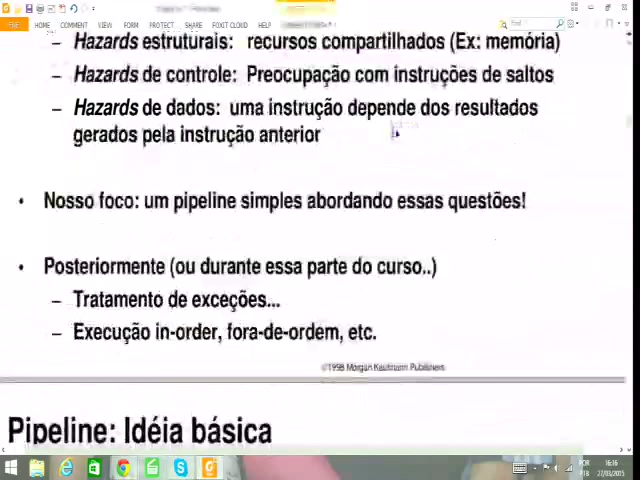 FILE HOME COMMENT VIEW FORM PROTECT SHARE FOXIT CLOUD HELP
– Hazards estruturais: recursos compartilhados (Ex: memória)
– Hazards de controle: Preocupação com instruções de saltos
– Hazards de dados: uma instrução depende dos resultados
gerados pela instrução anterior
• Nosso foco: um pipeline simples abordando essas questões!
• Posteriormente (ou durante essa parte do curso..)
– Tratamento de exceções...
– Execução in-order, fora-de-ordem, etc.
©1998 Morgan Kaufmann Publishers
Pipeline: Idéia básica
POR 16:16
PTB 27/03/2015